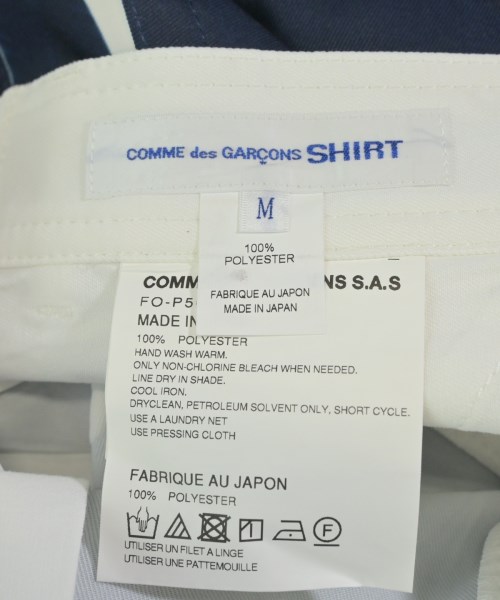 COMME des GARÇONS SHIRT
M
100%
POLYESTER
FABRIQUE AU JAPON
MADE IN JAPAN
COMM NS S.A.S
FO-P5
MADE IN
100% POLYESTER
HAND WASH WARM.
ONLY NON-CHLORINE BLEACH WHEN NEEDED.
LINE DRY IN SHADE.
COOL IRON.
DRYCLEAN, PETROLEUM SOLVENT ONLY, SHORT CYCLE.
USE A LAUNDRY NET
USE PRESSING CLOTH
FABRIQUE AU JAPON
100% POLYESTER
F
UTILISER UN FILET A LINGE
UTILISER UNE PATTEMOUILLE